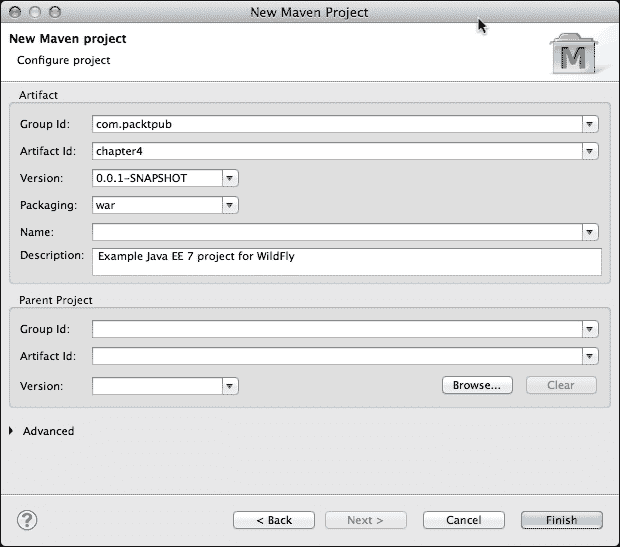 New Maven Project
New Maven project
Configure project
M
Artifact
Group Id: com.packtpub
Artifact Id: chapter4
Version: 0.0.1-SNAPSHOT
Packaging: war
Name:
Description: Example Java EE 7 project for WildFly
Parent Project
Group Id:
Artifact Id:
Version: Browse... Clear
Advanced
? < Back Next > Cancel Finish